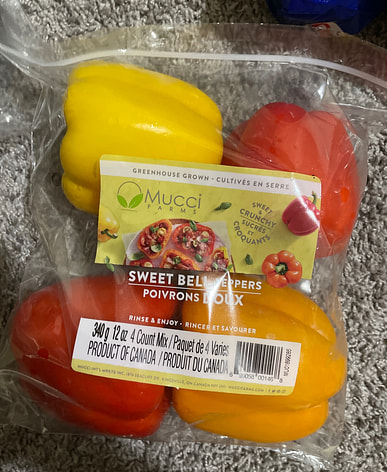 GREENHOUSE GROWN - CULTIVÉS EN SERRE
Mucci
FARMS
SWEET &
CRUNCHY
SUCRÉS ET
CROQUANTS
SWEET BELL PEPPERS
POIVRONS DOUX
RINSE & ENJOY - RINCER ET SAVOURER
340 g 12 oz 4 Count Mix / Paquet de 4 Variés
PRODUCT OF CANADA / PRODUIT DU CANADA